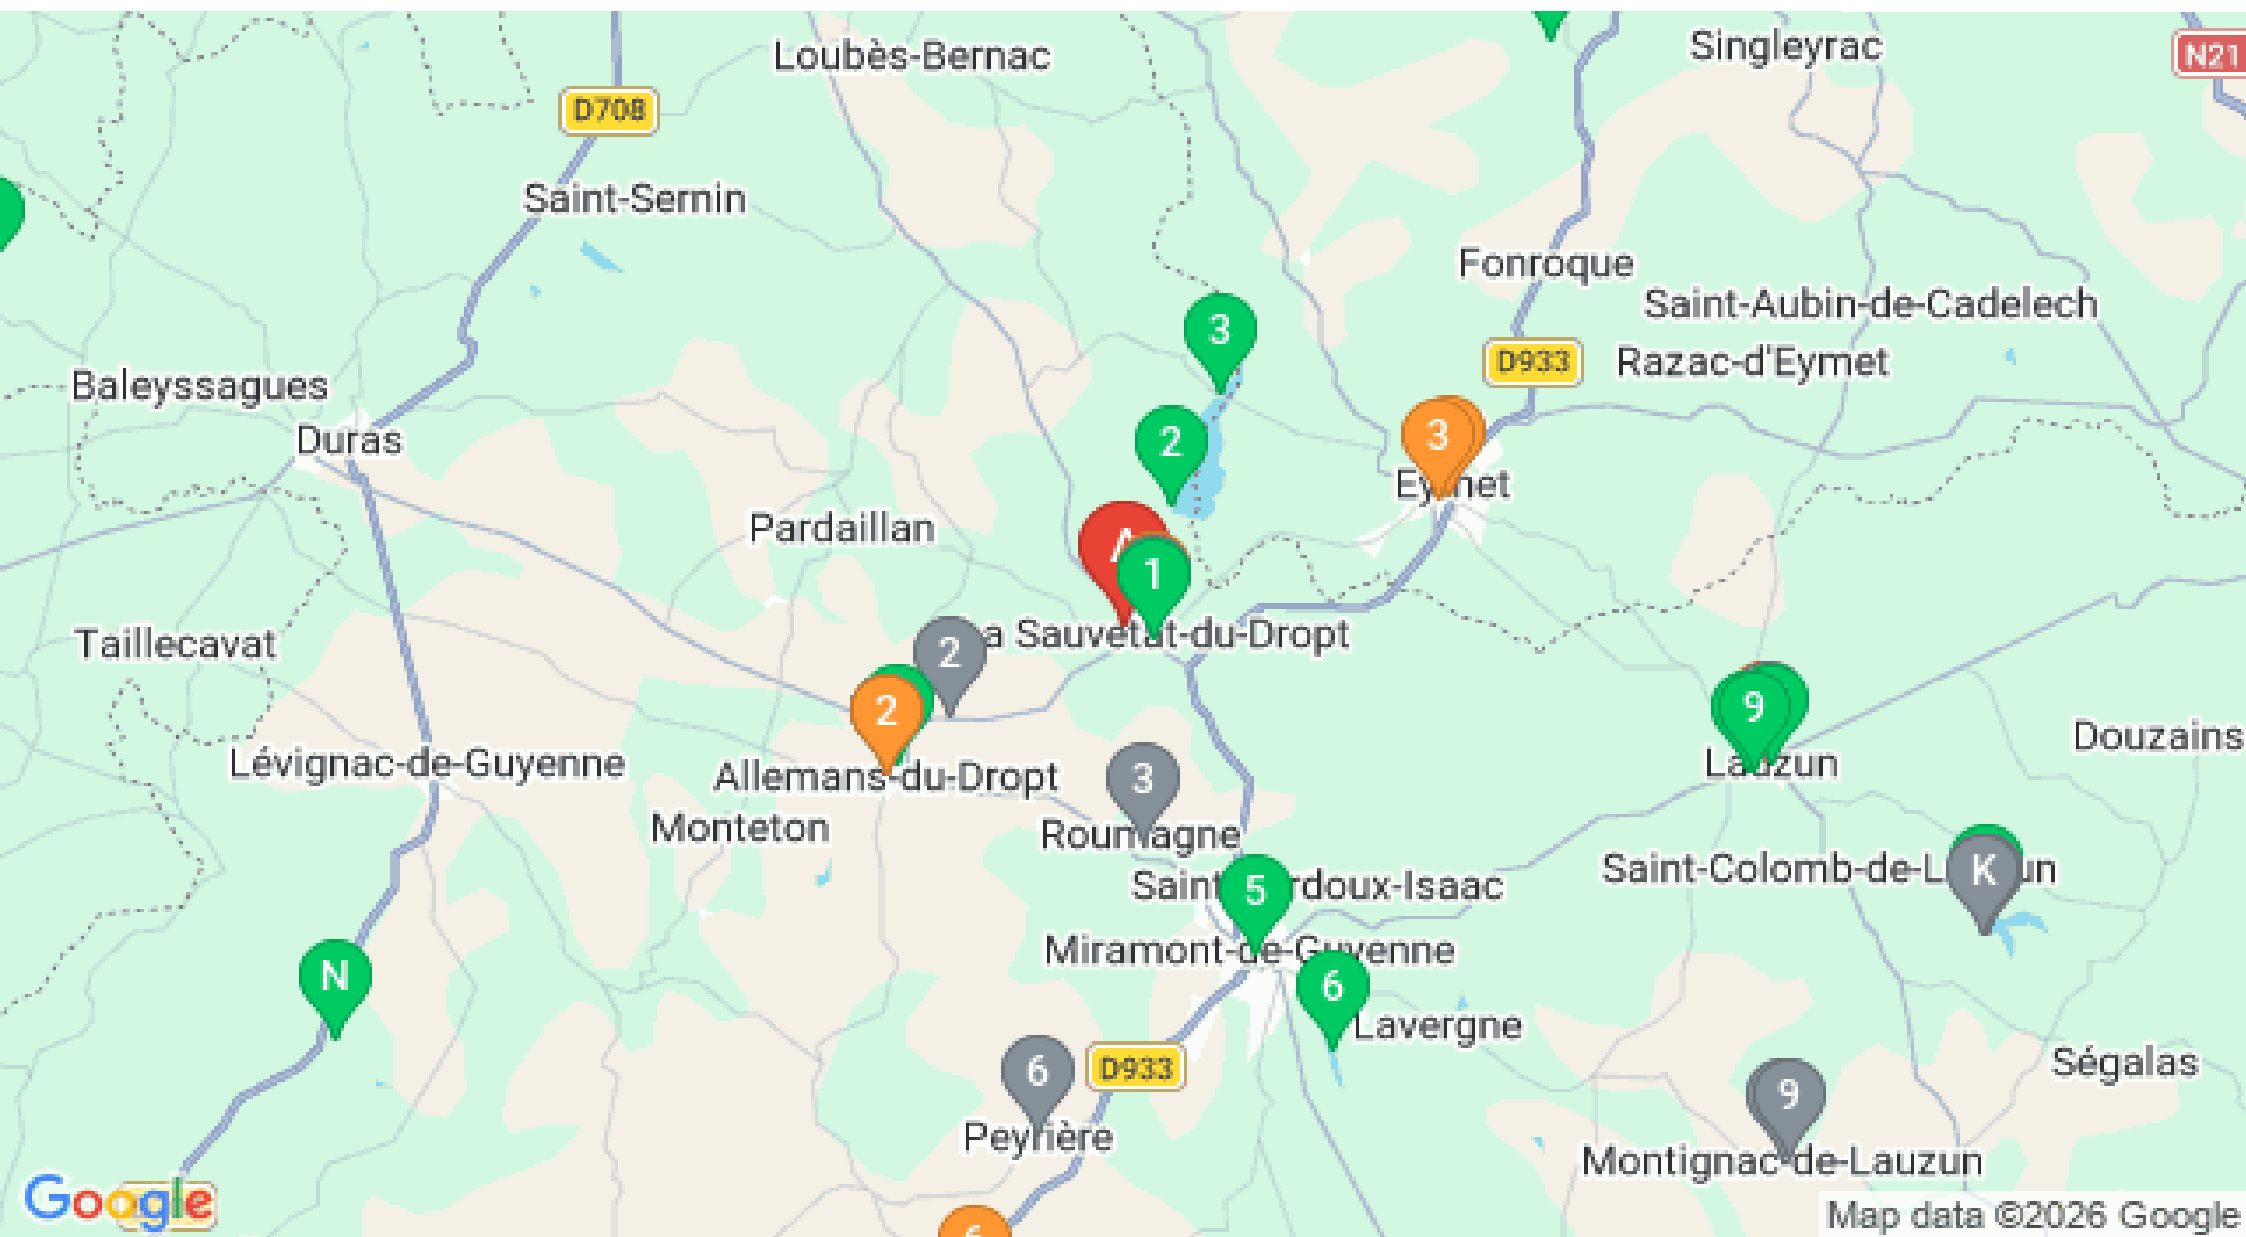 Loubès-Bernac
Singleyrac
N21
D708
Saint-Sernin
Fonroque
Saint-Aubin-de-Cadelech
3
D933
Razac-d'Eymet
Baleyssagues
Duras
2
3
Pardaillan
A
1
Taillecavat
2
a Sauvetat-du-Dropt
2
9
Lévignac-de-Guyenne
Allemans-du-Dropt
3
Douzains
Monteton
Roumagne
K
5
Miramont-de-Guyenne
N
6
Lavergne
6
D933
Ségalas
9
Peyrière
Montignac-de-Lauzun
Google
Map data ©2026 Google